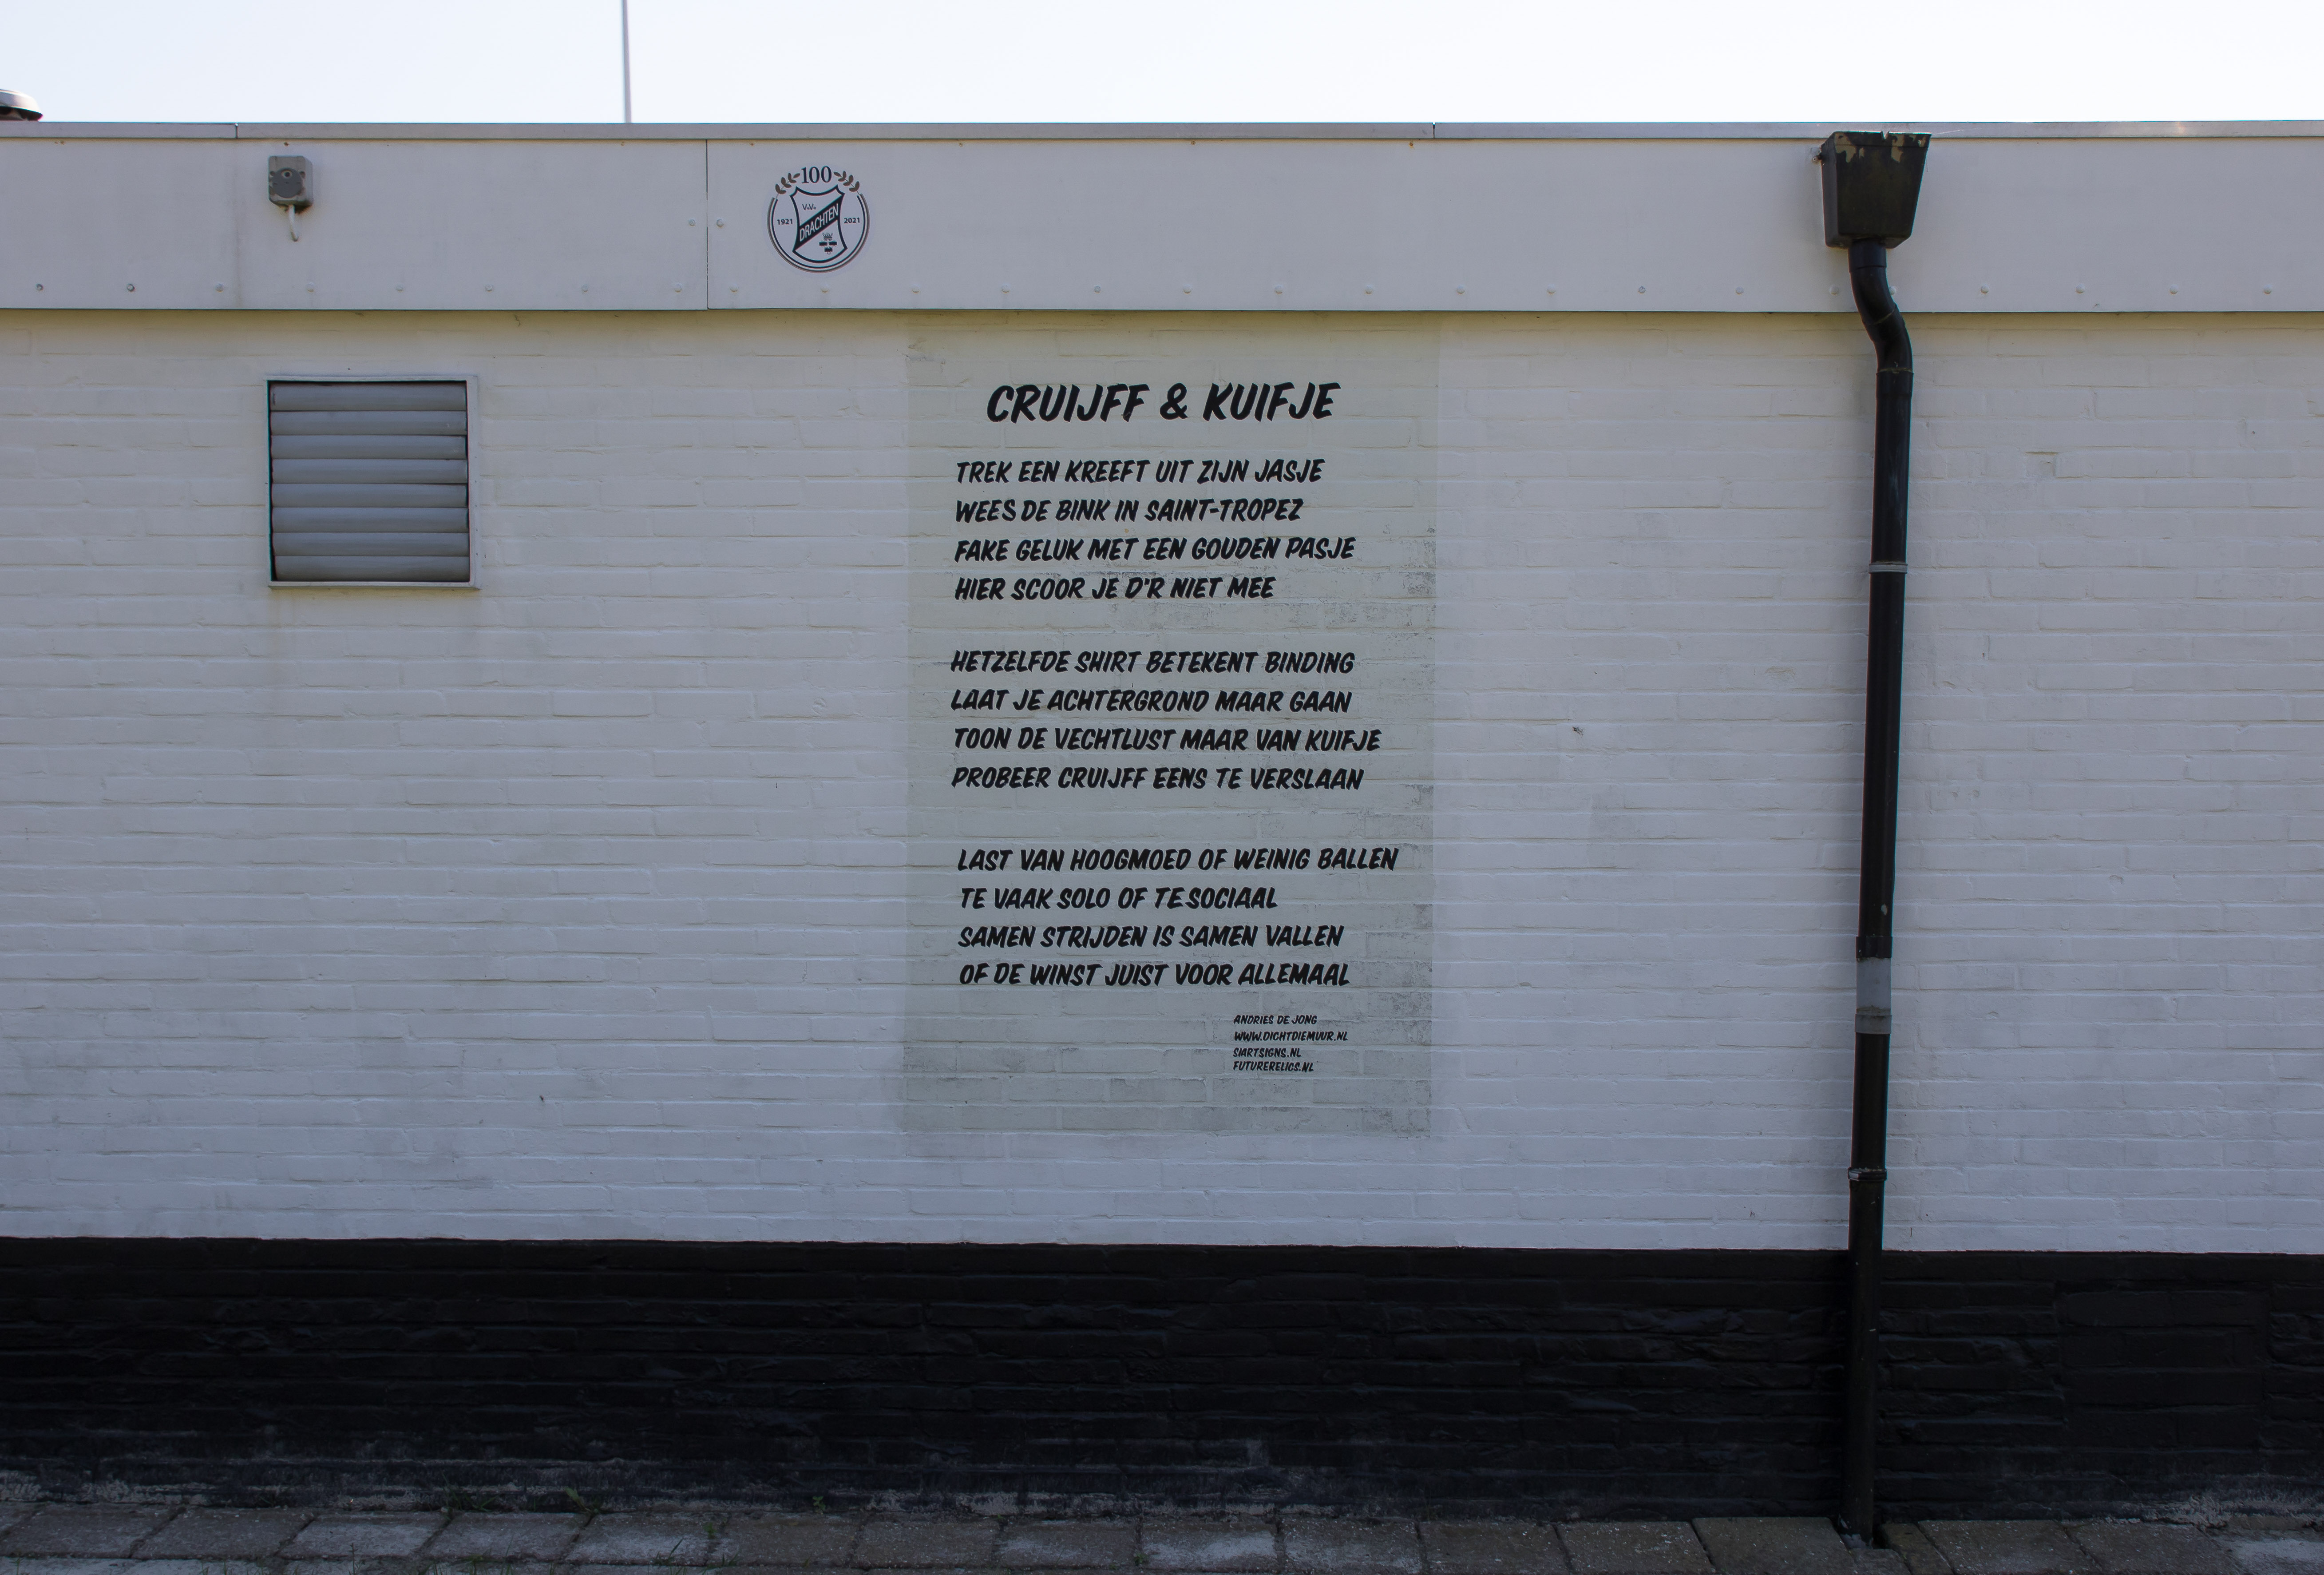 100
V.V.
1921 DRACHTEN 2021
CRUIJFF & KUIFJE
TREK EEN KREEFT UIT ZIJN JASJE
WEES DE BINK IN SAINT-TROPEZ
FAKE GELUK MET EEN GOUDEN PASJE
HIER SCOOR JE D'R NIET MEE
HETZELFDE SHIRT BETEKENT BINDING
LAAT JE ACHTERGROND MAAR GAAN
TOON DE VECHTLUST MAAR VAN KUIFJE
PROBEER CRUIJFF EENS TE VERSLAAN
LAST VAN HOOGMOED OF WEINIG BALLEN
TE VAAK SOLO OF TE SOCIAAL
SAMEN STRIJDEN IS SAMEN VALLEN
OF DE WINST JUIST VOOR ALLEMAAL
ANDRIES DE JONG
WWW.DICHTDIEMUUR.NL
SIARTSIGNS.NL
FUTURERELICS.NL